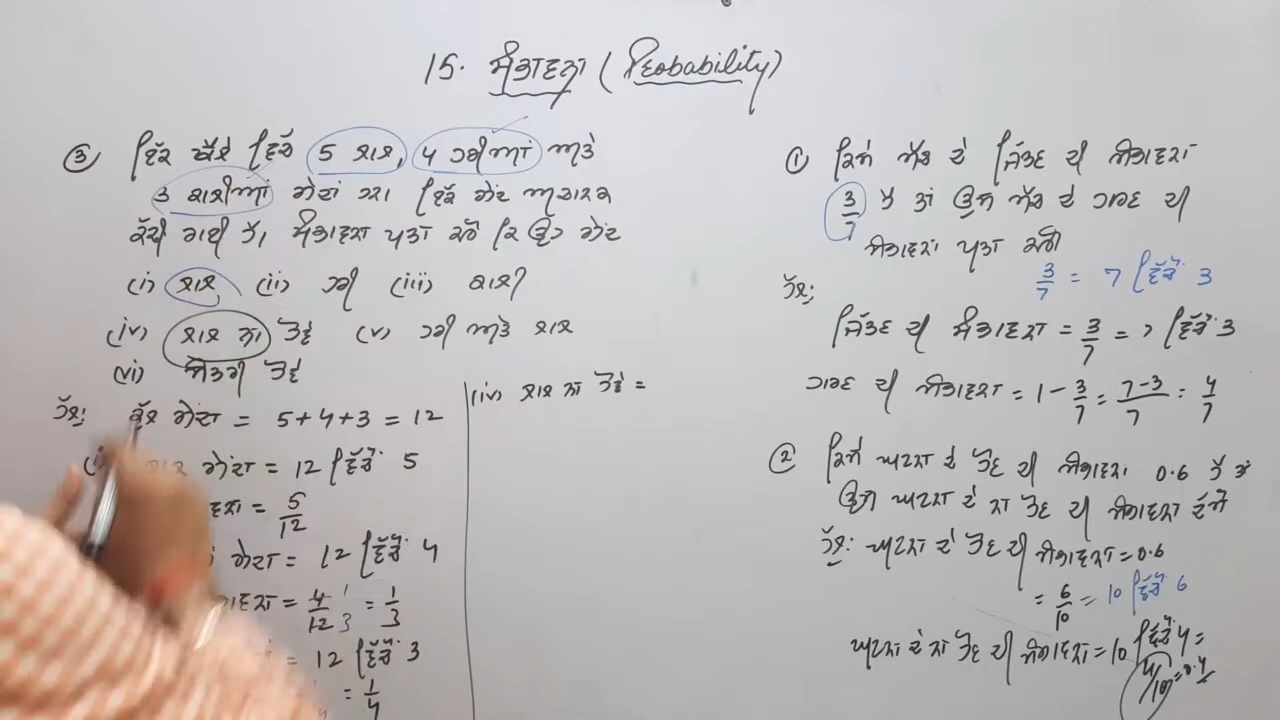 15. ਸੰਭਾਵਨਾ (Probability)
③ ਇੱਕ ਥੈਲੇ ਵਿੱਚ 5 ਲਾਲ, 4 ਹਰੀਆਂ ਅਤੇ
3 ਕਾਲੀਆਂ ਗੇਂਦਾਂ ਹਨ। ਇੱਕ ਗੇਂਦ ਅਚਾਨਕ
ਕੱਢੀ ਗਈ ਹੈ, ਸੰਭਾਵਨਾ ਪਤਾ ਕਰੋ ਕਿ ਉਹ ਗੇਂਦ
(i) ਲਾਲ (ii) ਹਰੀ (iii) ਕਾਲੀ
(iv) ਲਾਲ ਨਾ ਹੋਵੇ (v) ਹਰੀ ਅਤੇ ਲਾਲ
(vi) ਹੋਵੇ
ਹੱਲ: ਕੁੱਲ ਗੇਂਦਾ = 5+4+3 = 12
ਲਾਲ ਗੇਂਦਾ = 12 ਵਿੱਚੋਂ 5
= 5/12
ਗੇਂਦਾ = 12 ਵਿੱਚੋਂ 4
= 4/12 = 1/3
= 12 ਵਿੱਚੋਂ 3
= 1/4
(iv) ਲਾਲ ਨਾ ਹੋਵੇ =
① ਕਿਸੇ ਮੈਚ ਦੇ ਜਿੱਤਣ ਦੀ ਸੰਭਾਵਨਾ
3/7 ਹੈ ਤਾਂ ਉਸ ਮੈਚ ਦੇ ਹਾਰਣ ਦੀ
ਸੰਭਾਵਨਾ ਪਤਾ ਕਰੋ
3/7 = 7 ਵਿੱਚੋਂ 3
ਹੱਲ:
ਜਿੱਤਣ ਦੀ ਸੰਭਾਵਨਾ = 3/7 = 7 ਵਿੱਚੋਂ 3
ਹਾਰਣ ਦੀ ਸੰਭਾਵਨਾ = 1 - 3/7 = 7-3/7 = 4/7
② ਕਿਸੇ ਘਟਨਾ ਦੇ ਹੋਣ ਦੀ ਸੰਭਾਵਨਾ 0.6 ਹੈ ਤਾਂ
ਉਸ ਘਟਨਾ ਦੇ ਨਾ ਹੋਣ ਦੀ ਸੰਭਾਵਨਾ ਦੱਸੋ
ਹੱਲ: ਘਟਨਾ ਦੇ ਹੋਣ ਦੀ ਸੰਭਾਵਨਾ = 0.6
= 6/10 = 10 ਵਿੱਚੋਂ 6
ਘਟਨਾ ਦੇ ਨਾ ਹੋਣ ਦੀ ਸੰਭਾਵਨਾ = 10 ਵਿੱਚੋਂ 4 =
4/10 = 0.4